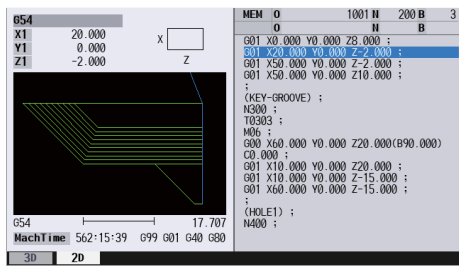 G54
X1 20.000
Y1 0.000
Z1 -2.000
X
Z
G54 17.707
MachTime 562:15:39 G99 G01 G40 G80
3D 2D
MEM O 1001 N 200 B 3
O N B
G01 X0.000 Y0.000 Z8.000 ;
G01 X20.000 Y0.000 Z-2.000 ;
G01 X50.000 Y0.000 Z-2.000 ;
G01 X50.000 Y0.000 Z10.000 ;
;
(KEY-GROOVE) ;
N300 ;
T0303 ;
M06 ;
G00 X60.000 Y0.000 Z20.000(B90.000)
C0.000 ;
G01 X10.000 Y0.000 Z20.000 ;
G01 X10.000 Y0.000 Z-15.000 ;
G01 X60.000 Y0.000 Z-15.000 ;
;
(HOLE1) ;
N400 ;